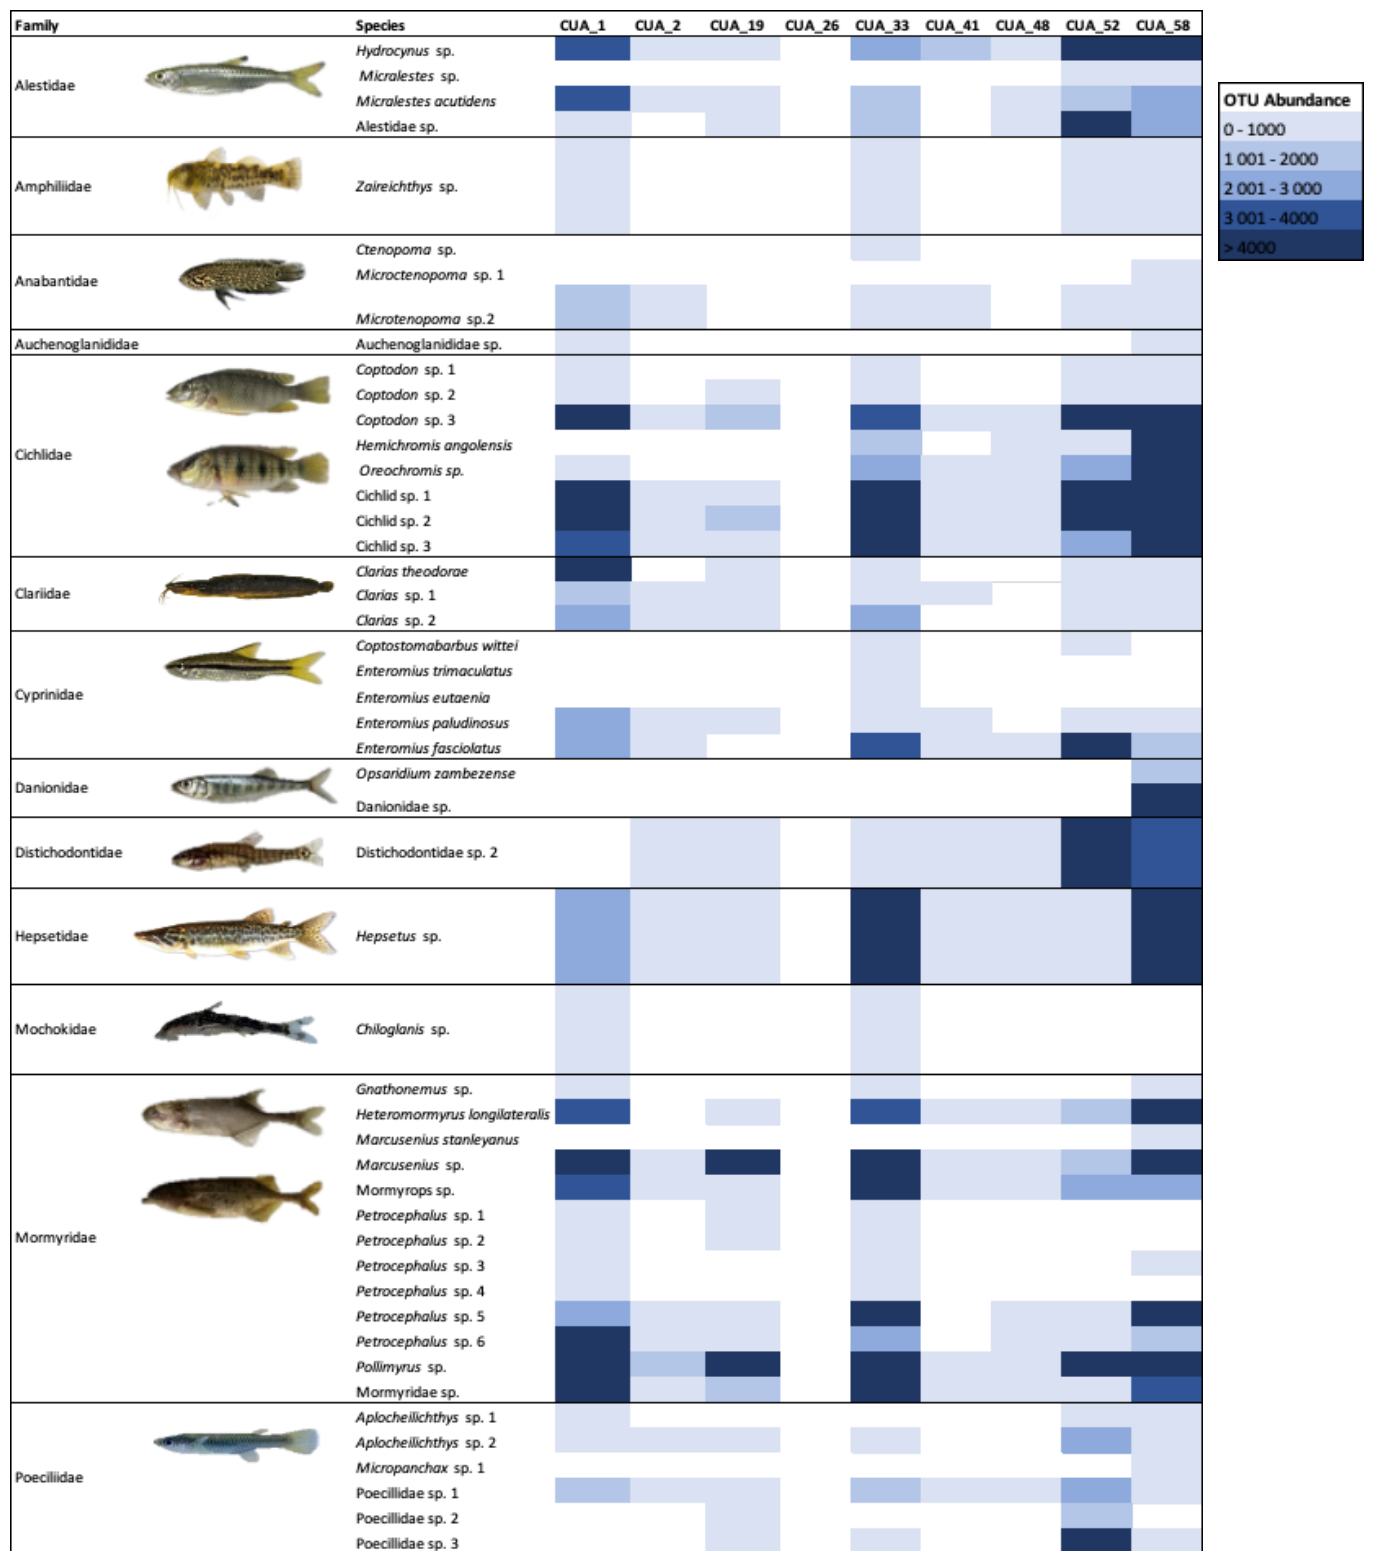 Family Species CUA_1 CUA_2 CUA_19 CUA_26 CUA_33 CUA_41 CUA_48 CUA_52 CUA_58
Alestidae
Hydrocynus sp.
Micralestes sp.
Micralestes acutidens
Alestidae sp.
Amphiliidae
Zaireichthys sp.
Anabantidae
Ctenopoma sp.
Microctenopoma sp. 1
Microtenopoma sp.2
Auchenoglanididae
Auchenoglanididae sp.
Cichlidae
Coptodon sp. 1
Coptodon sp. 2
Coptodon sp. 3
Hemichromis angolensis
Oreochromis sp.
Cichlid sp. 1
Cichlid sp. 2
Cichlid sp. 3
Clariidae
Clarias theodorae
Clarias sp. 1
Clarias sp. 2
Cyprinidae
Coptostomabarbus wittei
Enteromius trimaculatus
Enteromius eutaenia
Enteromius paludinosus
Enteromius fasciolatus
Danionidae
Opsaridium zambezense
Danionidae sp.
Distichodontidae
Distichodontidae sp. 2
Hepsetidae
Hepsetus sp.
Mochokidae
Chiloglanis sp.
Mormyridae
Gnathonemus sp.
Heteromormyrus longilateralis
Marcusenius stanleyanus
Marcusenius sp.
Mormyrops sp.
Petrocephalus sp. 1
Petrocephalus sp. 2
Petrocephalus sp. 3
Petrocephalus sp. 4
Petrocephalus sp. 5
Petrocephalus sp. 6
Pollimyrus sp.
Mormyridae sp.
Poeciliidae
Aplocheilichthys sp. 1
Aplocheilichthys sp. 2
Micropanchax sp. 1
Poecillidae sp. 1
Poecillidae sp. 2
Poecillidae sp. 3
OTU Abundance
0 - 1000
1 001 - 2000
2 001 - 3 000
3 001 - 4000
> 4000